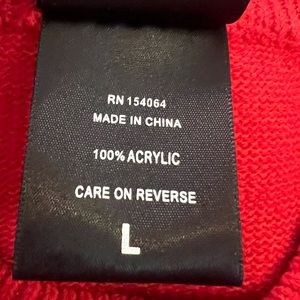 RN 154064
MADE IN CHINA
100% ACRYLIC
CARE ON REVERSE
L